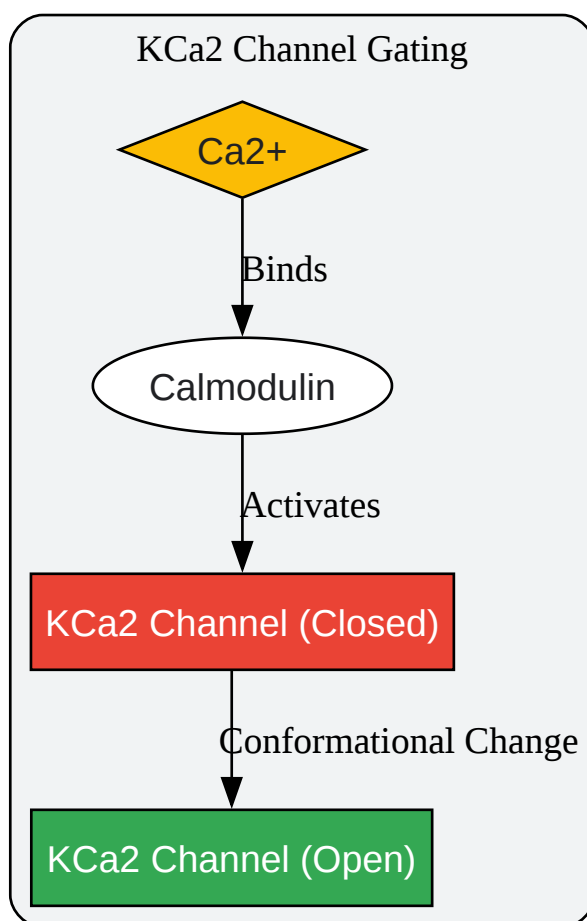 KCa2 Channel Gating
Ca2+
Binds
Calmodulin
Activates
KCa2 Channel (Closed)
Conformational Change
KCa2 Channel (Open)